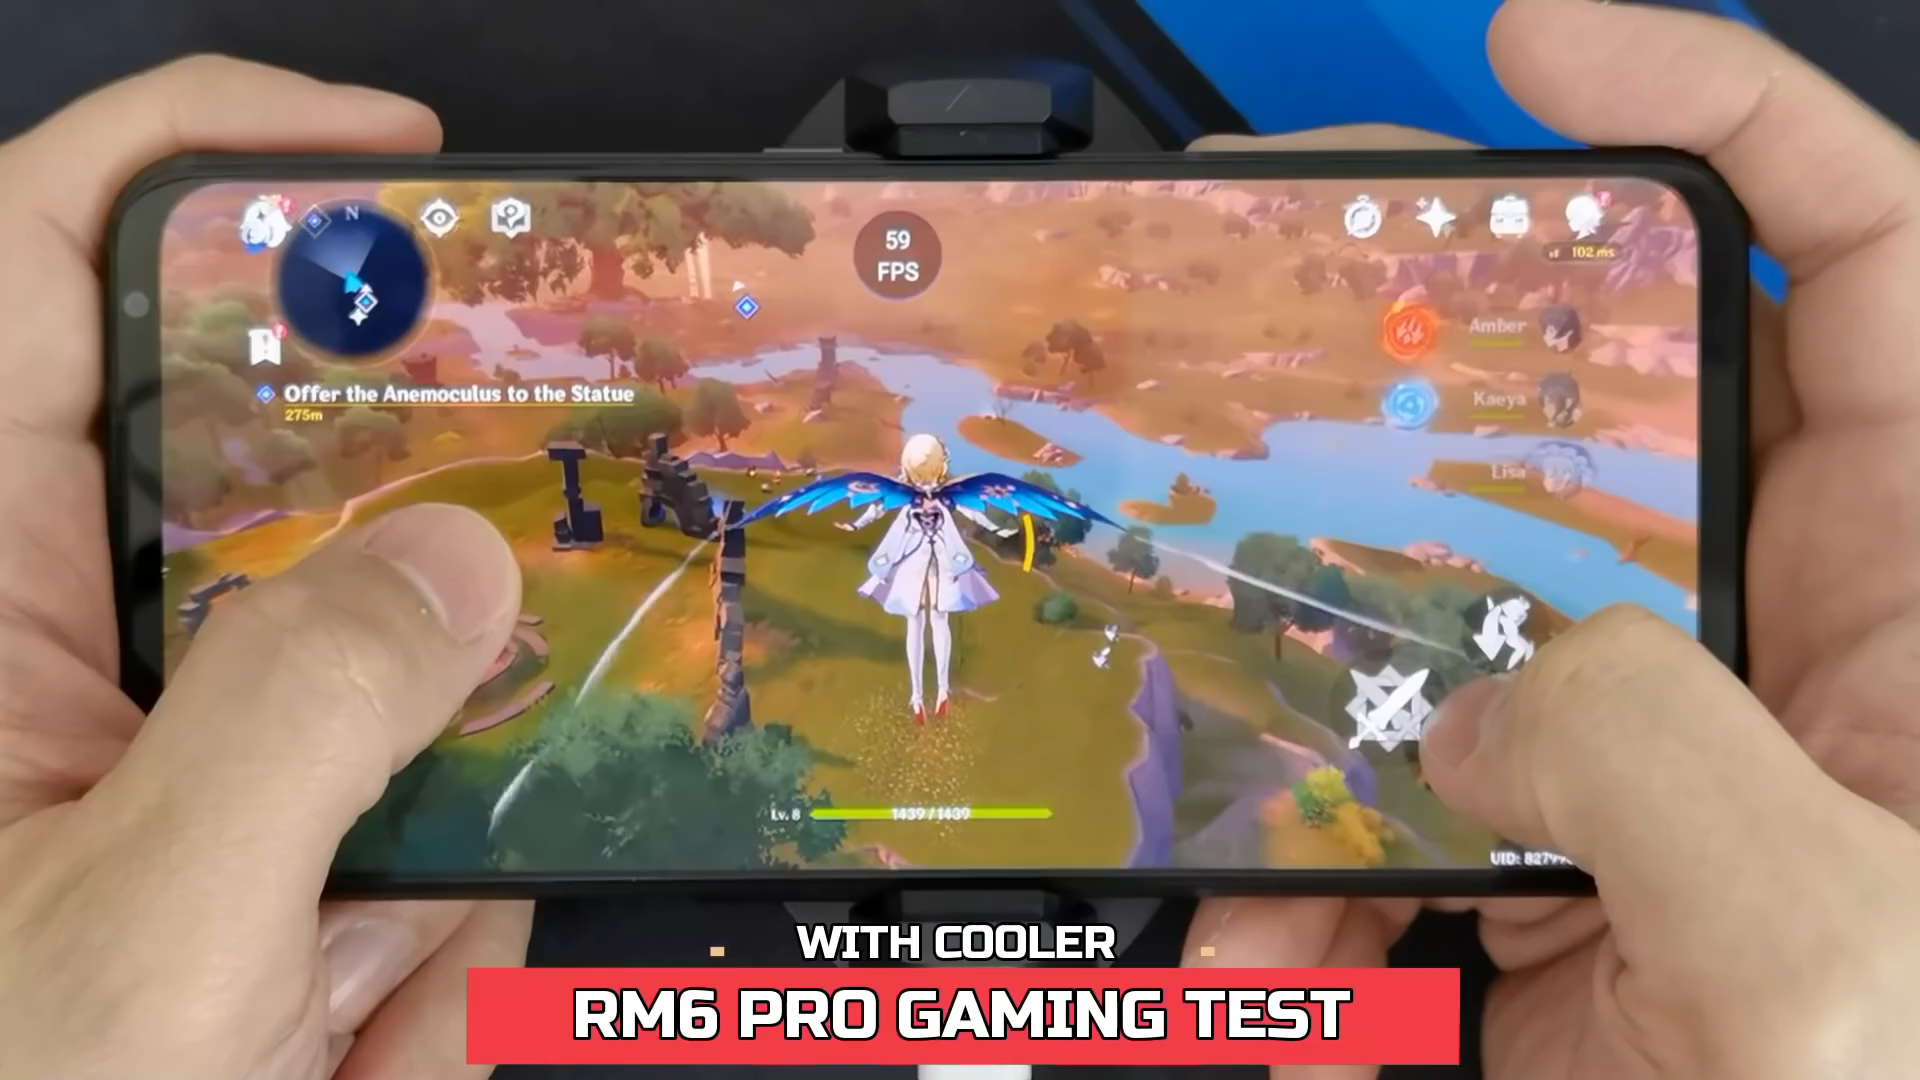 N
59
FPS
102 ms
Amber
Offer the Anemoculus to the Statue
275m
Kaeya
Lisa
Lv. 8
1439 / 1439
UID:
WITH COOLER
RM6 PRO GAMING TEST